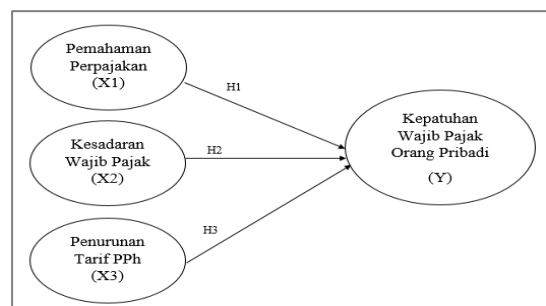 Pemahaman
Perpajakan
(X1)
H1
Kesadaran
Wajib Pajak
(X2)
H2
Penurunan
Tarif PPh
(X3)
H3
Kepatuhan
Wajib Pajak
Orang Pribadi
(Y)